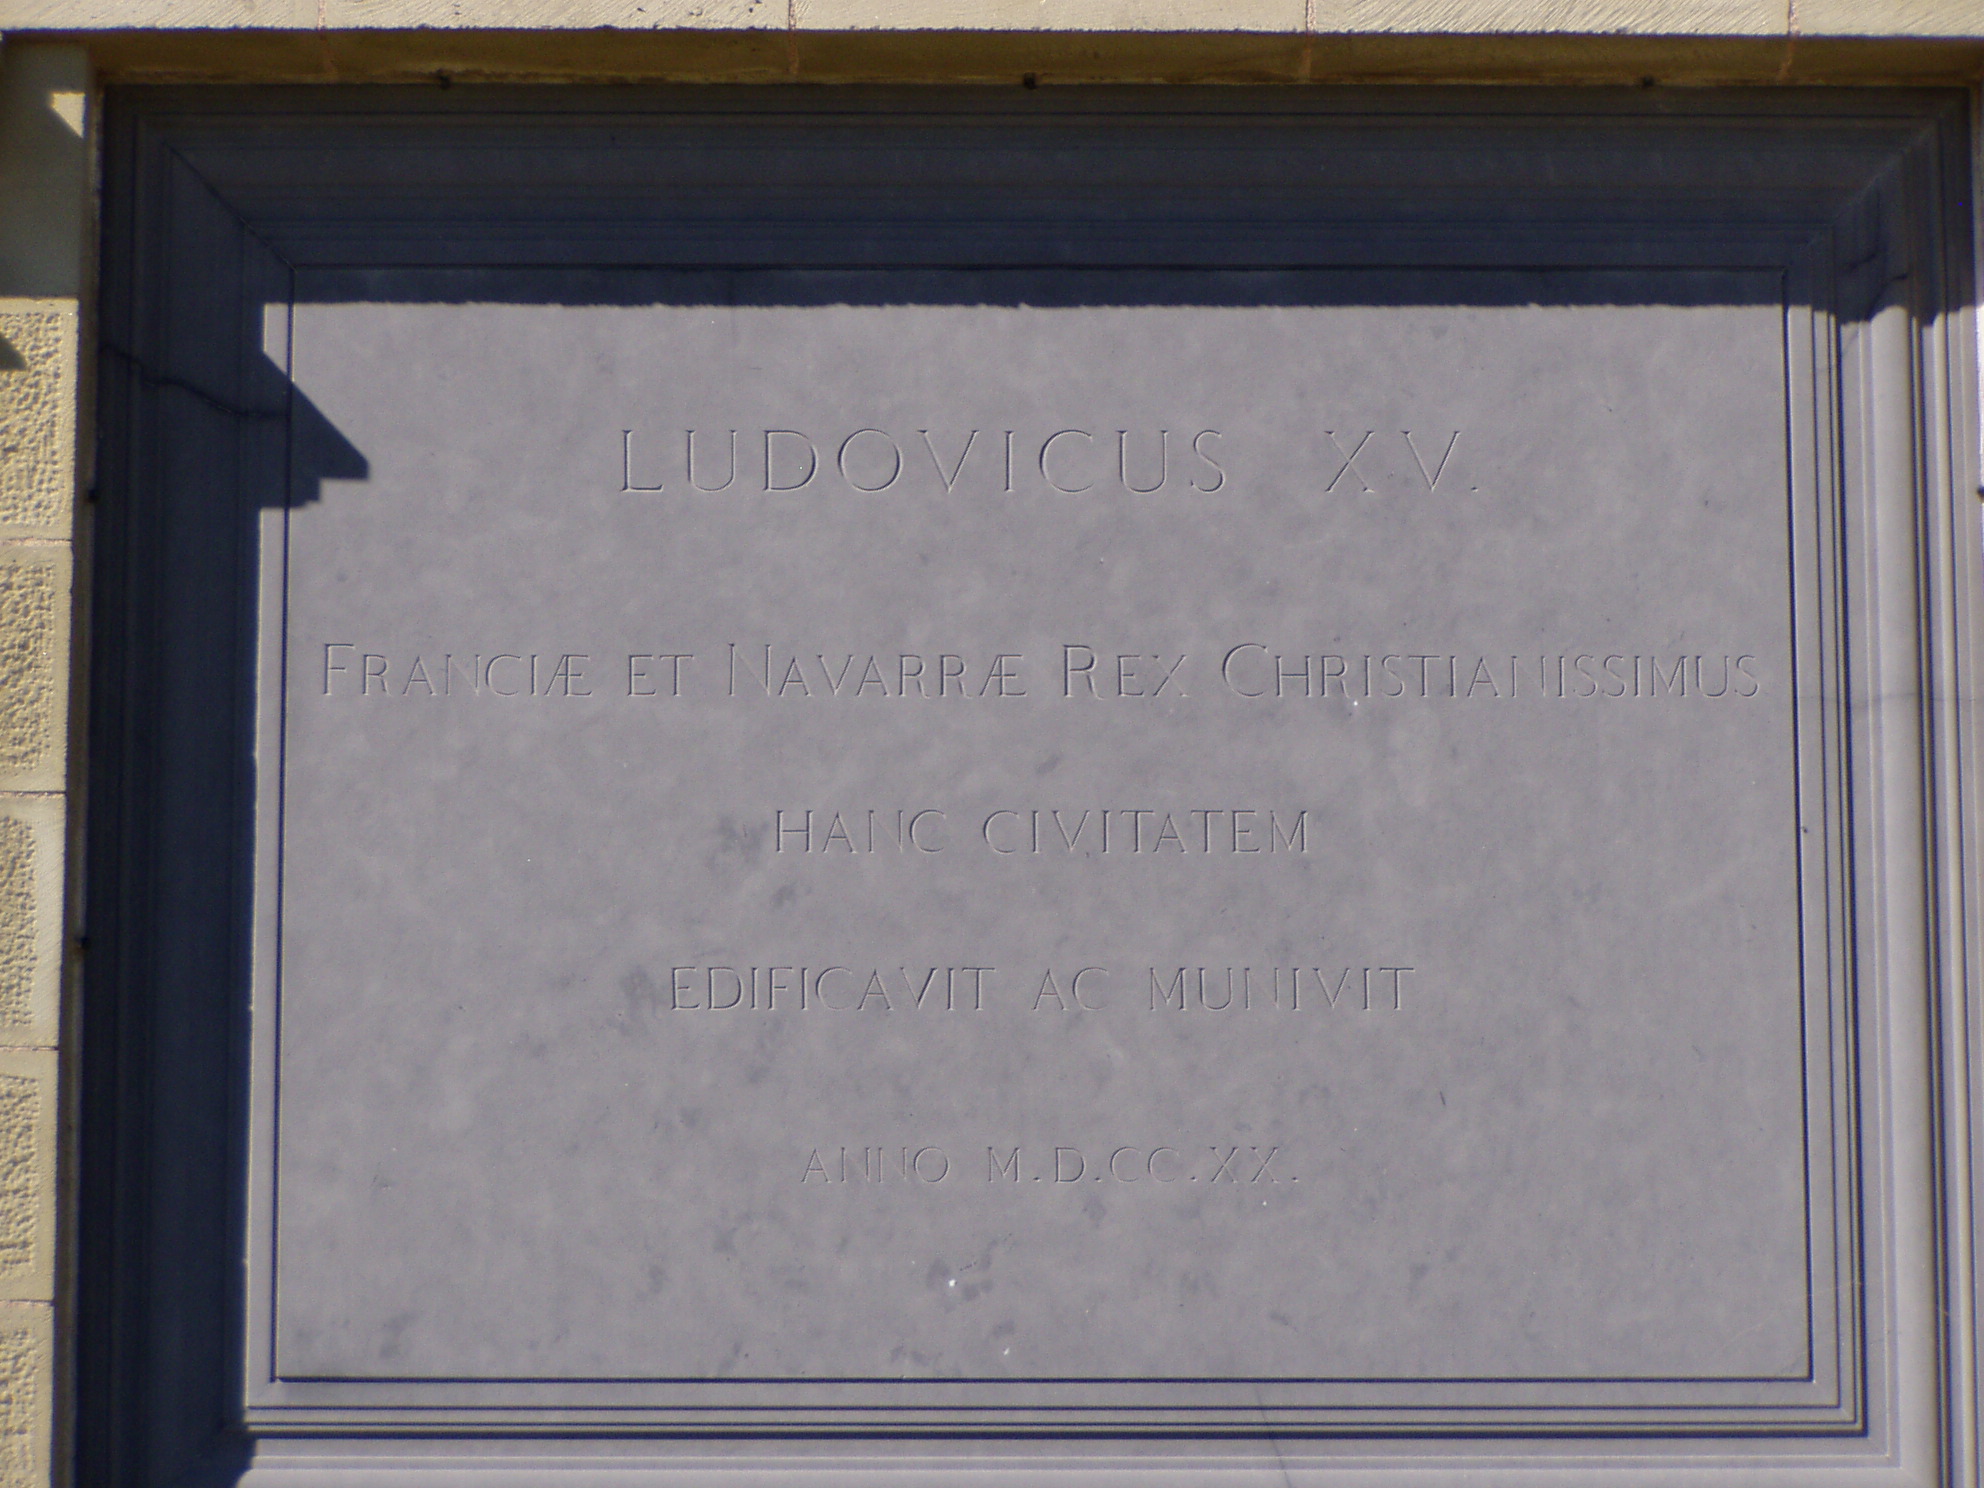 LUDOVICUS XV.
FRANCIÆ ET NAVARRÆ REX CHRISTIANISSIMUS
HANC CIVITATEM
EDIFICAVIT AC MUNIVIT
ANNO M.D.CC.XX.